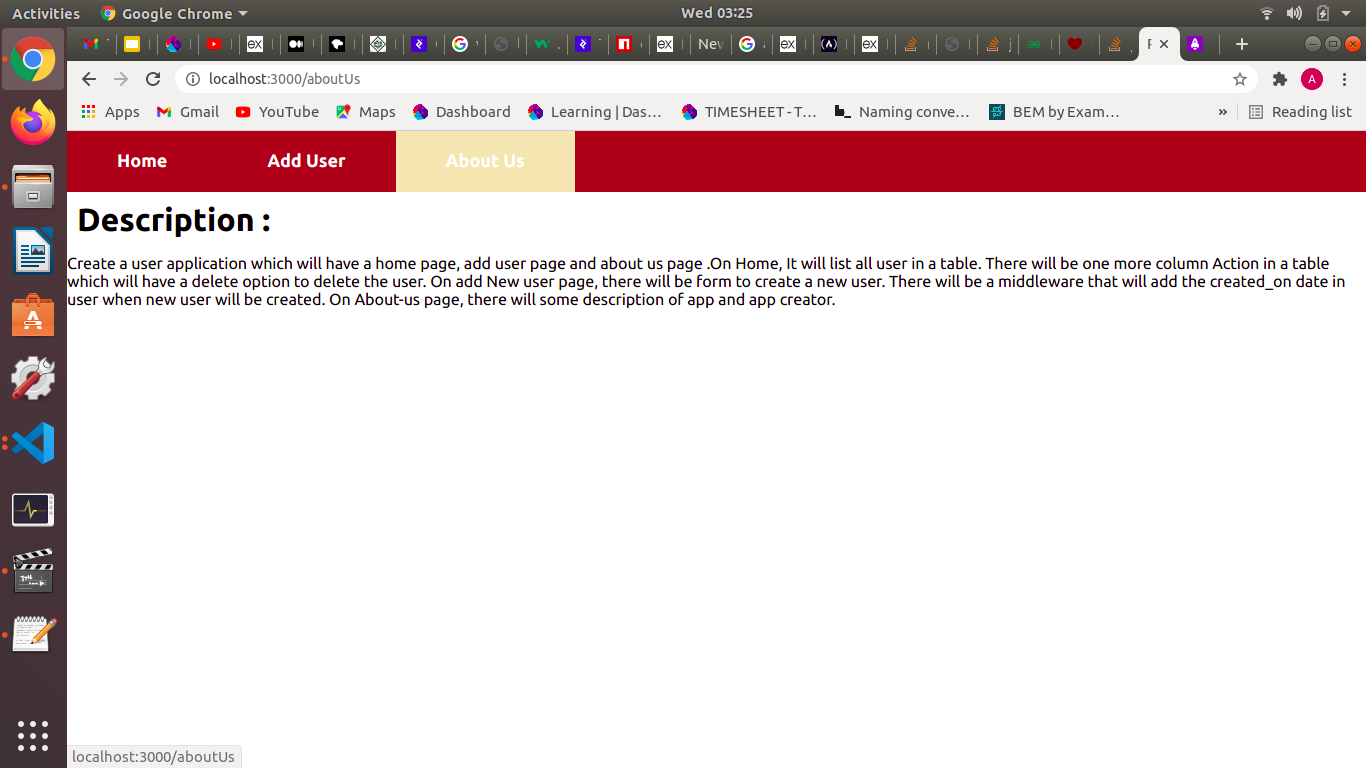 Activities Google Chrome Wed 03:25
New
localhost:3000/aboutUs A
Apps Gmail YouTube Maps Dashboard Learning | Das… TIMESHEET - T… Naming conve… BEM by Exam… » Reading list
Home Add User About Us
Description :
Create a user application which will have a home page, add user page and about us page .On Home, It will list all user in a table. There will be one more column Action in a table
which will have a delete option to delete the user. On add New user page, there will be form to create a new user. There will be a middleware that will add the created_on date in
user when new user will be created. On About-us page, there will some description of app and app creator.
localhost:3000/aboutUs